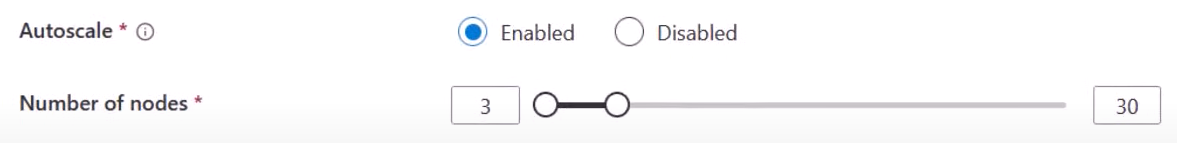 Autoscale * Enabled Disabled
Number of nodes * 3 30